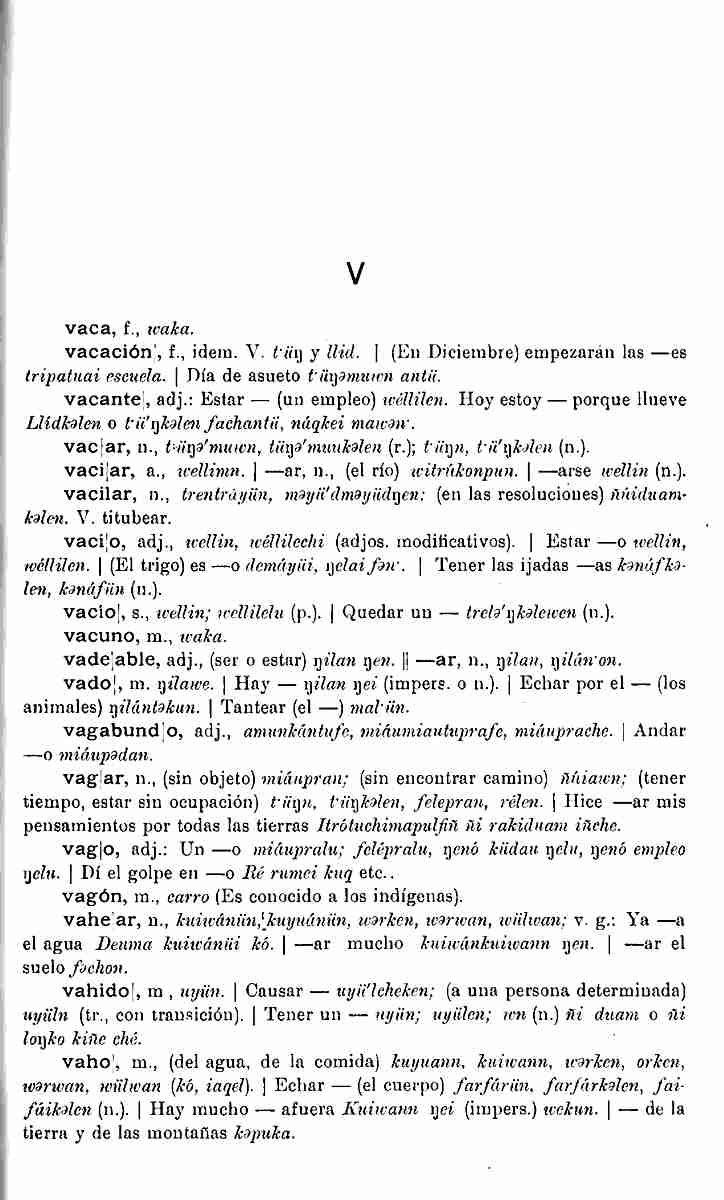 V
vaca, f., waka.
vacación¦, f., idem. V. t·üŋ y llid. | (En Diciembre) empezarán las —es
tripatuai escuela. | Día de asueto t·üŋəmuwn antü.
vacante¦, adj.: Estar — (un empleo) wéllilen. Hoy estoy — porque llueve
Llídkəlen o t·ü'ŋkəlen fachantü, náqkei mawən·.
vac¦ar, n., t·üŋə'muwn, tüŋə'muukəlen (r.); t·üŋn, t·ü'ŋkəlen (n.).
vaci¦ar, a., wellimn. | —ar, n., (el río) witrúkonpun. | —arse wellin (n.).
vacilar, n., trentráyün, məyü'dməyüdŋen; (en las resoluciones) ñúiduam-
kəlen. V. titubear.
vaci¦o, adj., wellin, wéllilechi (adjos. modificativos). | Estar —o wellin,
wéllilen. | (El trigo) es —o demáyüi, ŋelai fən·. | Tener las ijadas —as kənúfkə-
len, kənúfün (n.).
vacío¦, s., wellin; wellilelu (p.). | Quedar un — trelə'ŋkəlewen (n.).
vacuno, m., waka.
vade¦able, adj., (ser o estar) ŋilan ŋen. || —ar, n., ŋilan, ŋilán·on.
vado¦, m. ŋilawe. | Hay — ŋilan ŋei (impers. o n.). | Echar por el — (los
animales) ŋilántəkun. | Tantear (el —) mal·ün.
vagabund¦o, adj., amunkántufe, miáumiautuprafe, miáuprache. | Andar
—o miáupədan.
vag¦ar, n., (sin objeto) miáupran; (sin encontrar camino) ñúiawn; (tener
tiempo, estar sin ocupación) t·üŋn, t·üŋkəlen, felepran, rélen. | Hice —ar mis
pensamientos por todas las tierras Itrótuchimapulfiñ ñi rakiduam iñche.
vag¦o, adj.: Un —o miáupralu; felépralu, ŋenó küdau ŋelu, ŋenó empleo
ŋelu. | Dí el golpe en —o Ré rumei kuq etc..
vagón, m., carro (Es conocido a los indígenas).
vahe¦ar, n., kuiwánün, kuyuánün, wərken, wərwan, wülwan; v. g.: Ya —a
el agua Deuma kuiwánüi kó. | —ar mucho kuiwánkuiwann ŋen. | —ar el
suelo fəchon.
vahido¦, m , uyün. | Causar — uyü'lcheken; (a una persona determinada)
uyüln (tr., con transición). | Tener un — uyün; uyülen; wn (n.) ñi duam o ñi
loŋko kiñe ché.
vaho¦, m., (del agua, de la comida) kuyuann, kuiwann, wərken, orken,
wərwan, wülwan (kó, iaqel). | Echar — (el cuerpo) farfárün, farfárkəlen, fai-
fáikəlen (n.). | Hay mucho — afuera Kuiwann ŋei (impers.) wekun. | — de la
tierra y de las montañas kəpuka.